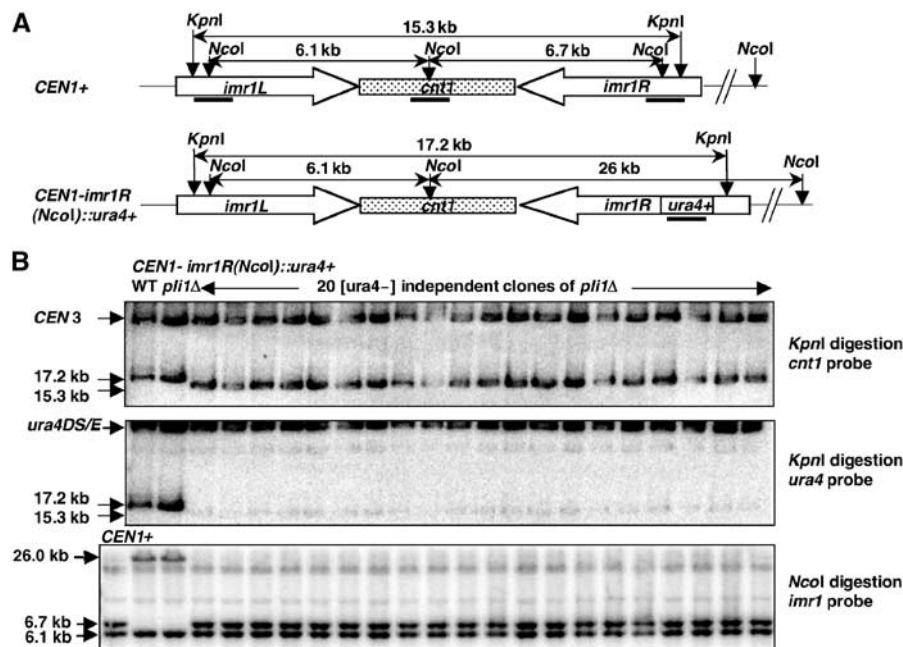 A
KpnI
15.3 kb
KpnI
NcoI
6.1 kb
NcoI
6.7 kb
NcoI
NcoI
CEN1+
imr1L
cnt1
imr1R
17.2 kb
KpnI
KpnI
NcoI
6.1 kb
NcoI
26 kb
NcoI
CEN1-imr1R
(NcoI)::ura4+
imr1L
cnt1
imr1R
ura4+
B
CEN1- imr1R(NcoI)::ura4+
WT pli1Δ
20 [ura4–] independent clones of pli1Δ
CEN 3
17.2 kb
15.3 kb
KpnI digestion
cnt1 probe
ura4DS/E
17.2 kb
15.3 kb
KpnI digestion
ura4 probe
CEN1+
26.0 kb
6.7 kb
6.1 kb
NcoI digestion
imr1 probe